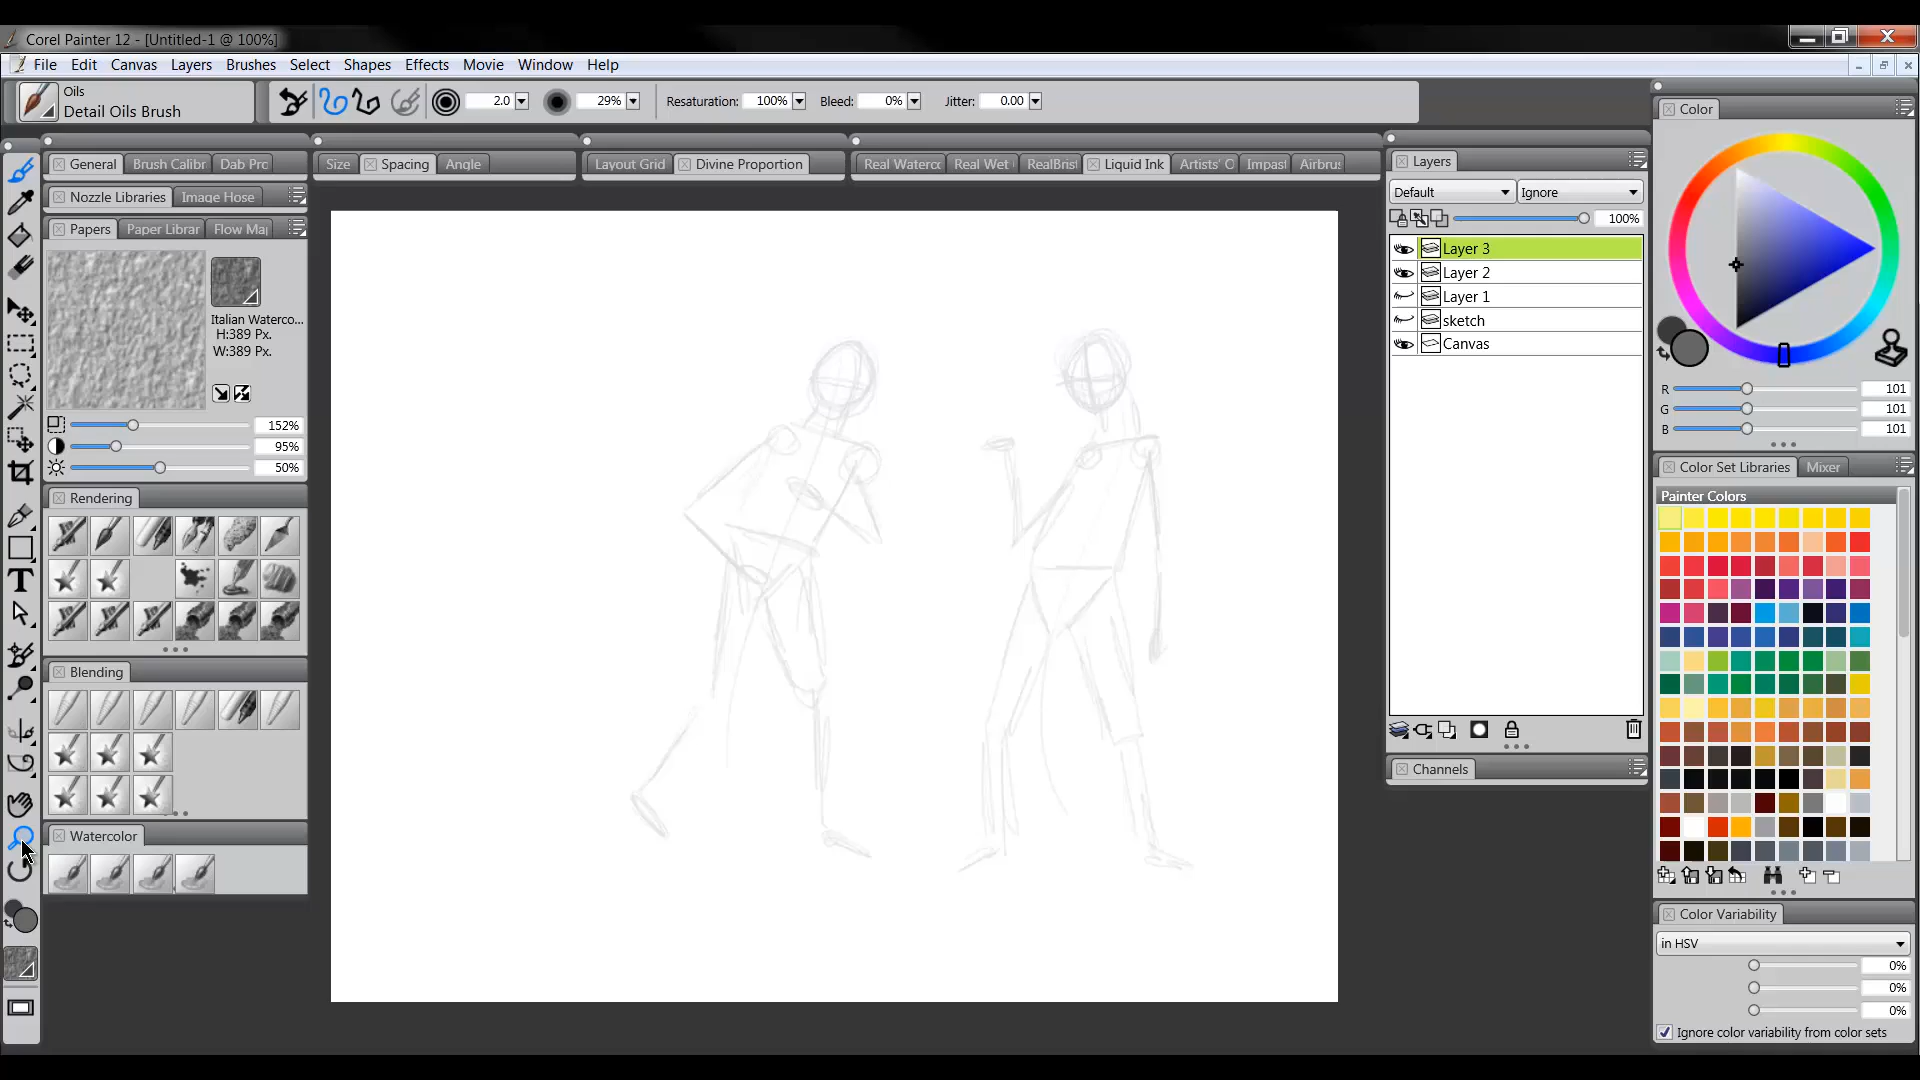 Corel Painter 12 - [Untitled-1 @ 100%]
File Edit Canvas Layers Brushes Select Shapes Effects Movie Window Help
Oils
Detail Oils Brush
2.0 29% Resaturation: 100% Bleed: 0% Jitter: 0.00
General Brush Calibr Dab Pro
Size Spacing Angle
Layout Grid Divine Proportion
Real Waterc Real Wet RealBris Liquid Ink Artists' O Impast Airbrus
Nozzle Libraries Image Hose
Papers Paper Librar Flow Map
Italian Waterco...
H:389 Px.
W:389 Px.
152%
95%
50%
Rendering
Blending
Watercolor
T
Layers
Default Ignore
100%
Layer 3
Layer 2
Layer 1
sketch
Canvas
Channels
Color
R 101
G 101
B 101
Color Set Libraries Mixer
Painter Colors
Color Variability
in HSV
0%
0%
0%
Ignore color variability from color sets